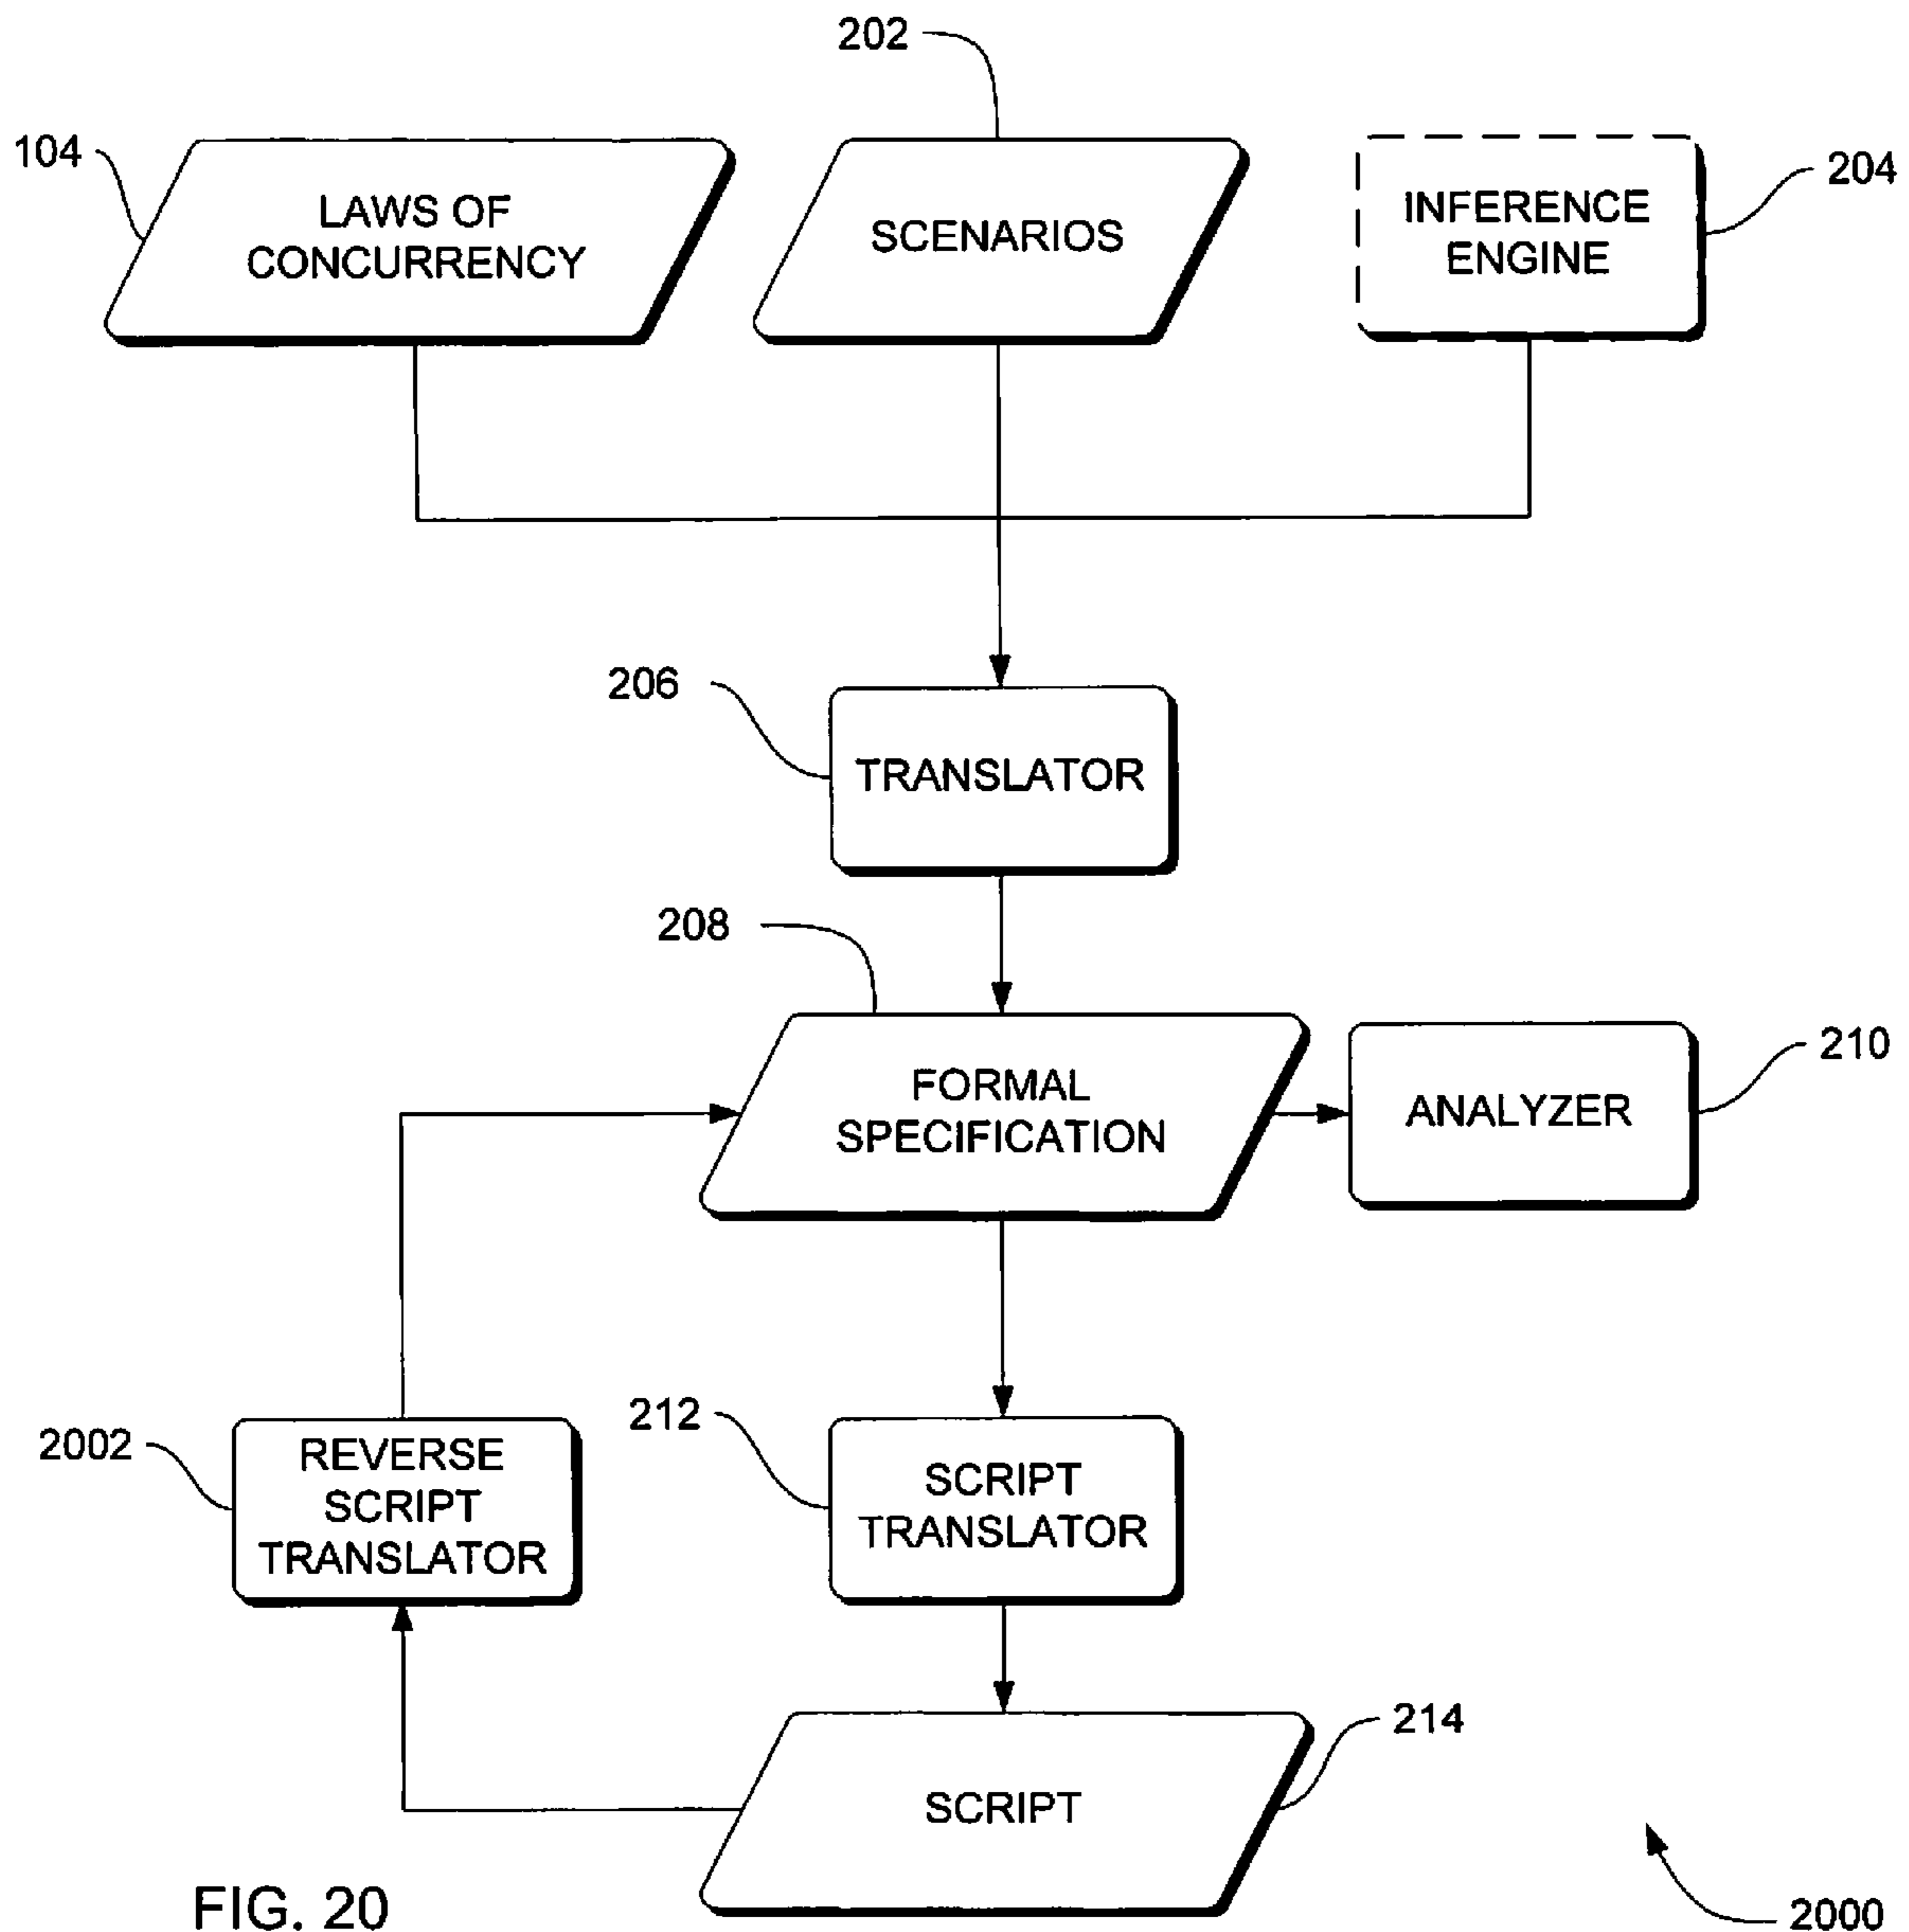 202
104
LAWS OF
CONCURRENCY
SCENARIOS
INFERENCE
ENGINE
204
206
TRANSLATOR
208
FORMAL
SPECIFICATION
ANALYZER
210
2002
REVERSE
SCRIPT
TRANSLATOR
212
SCRIPT
TRANSLATOR
SCRIPT
214
FIG. 20
2000